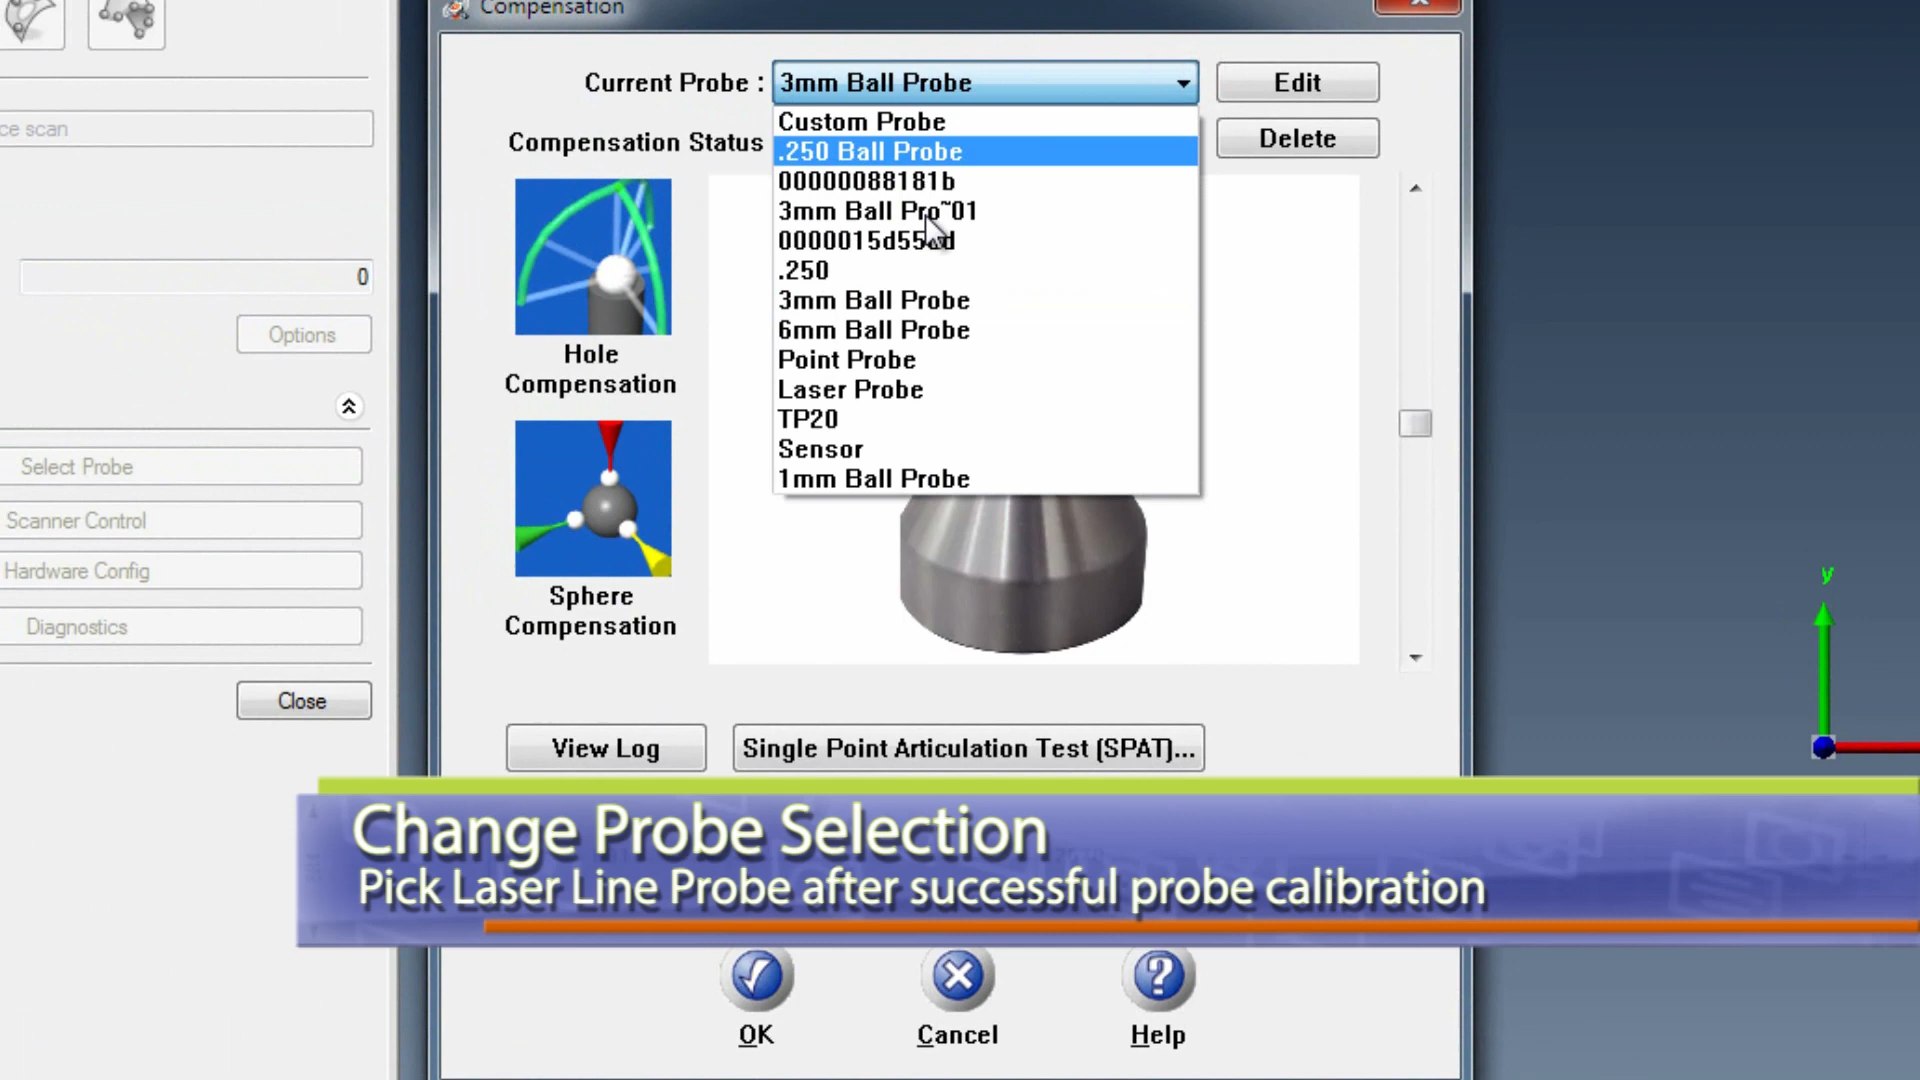 Compensation
Current Probe :
3mm Ball Probe
Edit
Custom Probe
Compensation Status
.250 Ball Probe
Delete
00000088181b
3mm Ball Pro~01
.250
3mm Ball Probe
6mm Ball Probe
Point Probe
Laser Probe
TP20
Sensor
1mm Ball Probe
Hole
Compensation
Sphere
Compensation
ce scan
0
Options
Select Probe
Scanner Control
Hardware Config
Diagnostics
Close
y
View Log
Single Point Articulation Test (SPAT)...
Change Probe Selection
Pick Laser Line Probe after successful probe calibration
OK
Cancel
Help